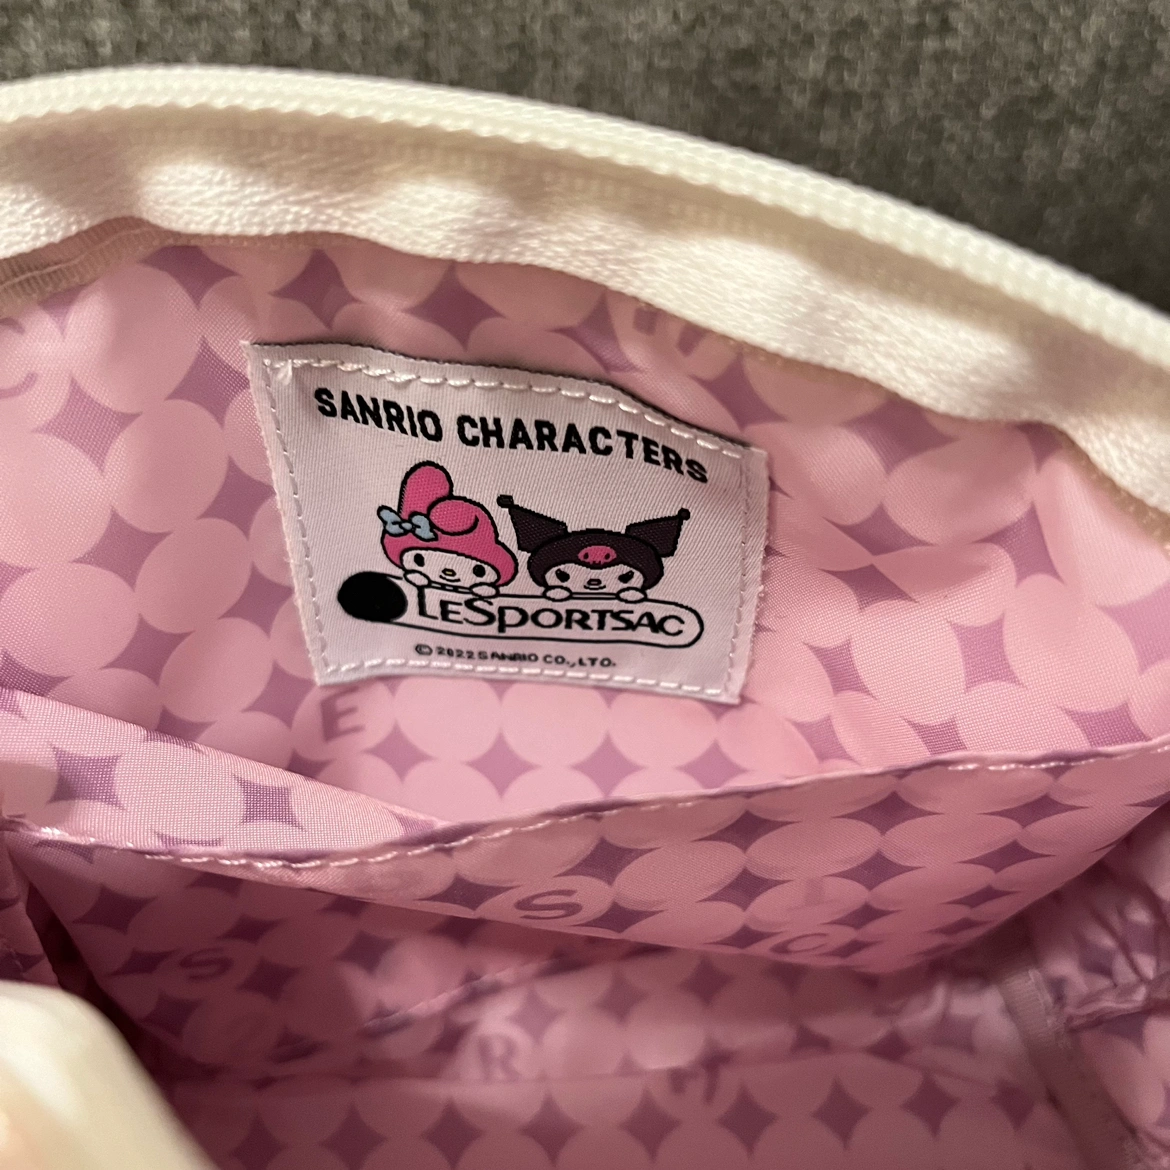 SANRIO CHARACTERS
LESPORTSAC
© 2022 SANRIO CO., LTD.
E
S
C
S
R
H